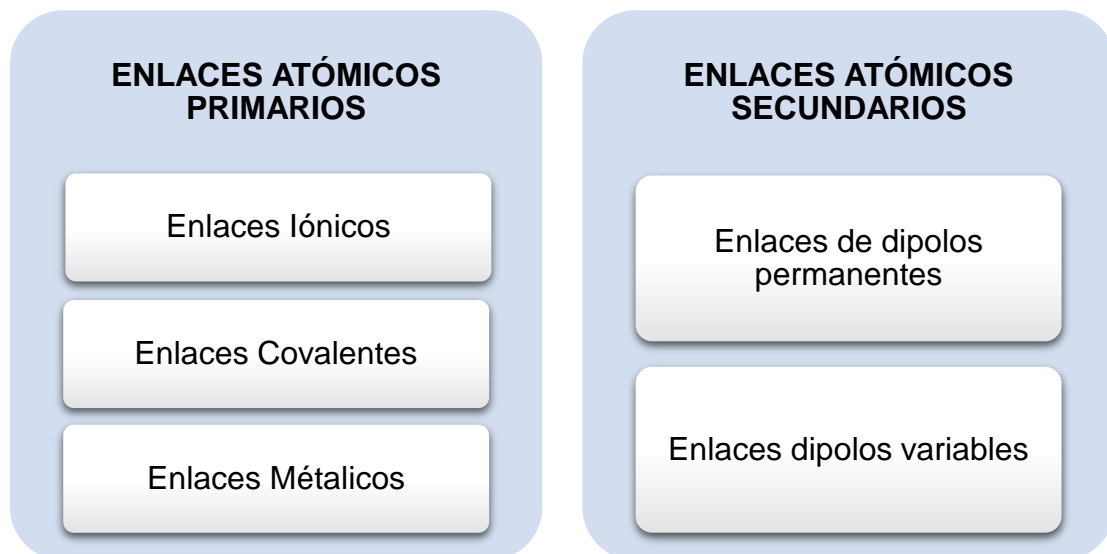 ENLACES ATÓMICOS
PRIMARIOS
Enlaces Iónicos
Enlaces Covalentes
Enlaces Métalicos
ENLACES ATÓMICOS
SECUNDARIOS
Enlaces de dipolos
permanentes
Enlaces dipolos variables